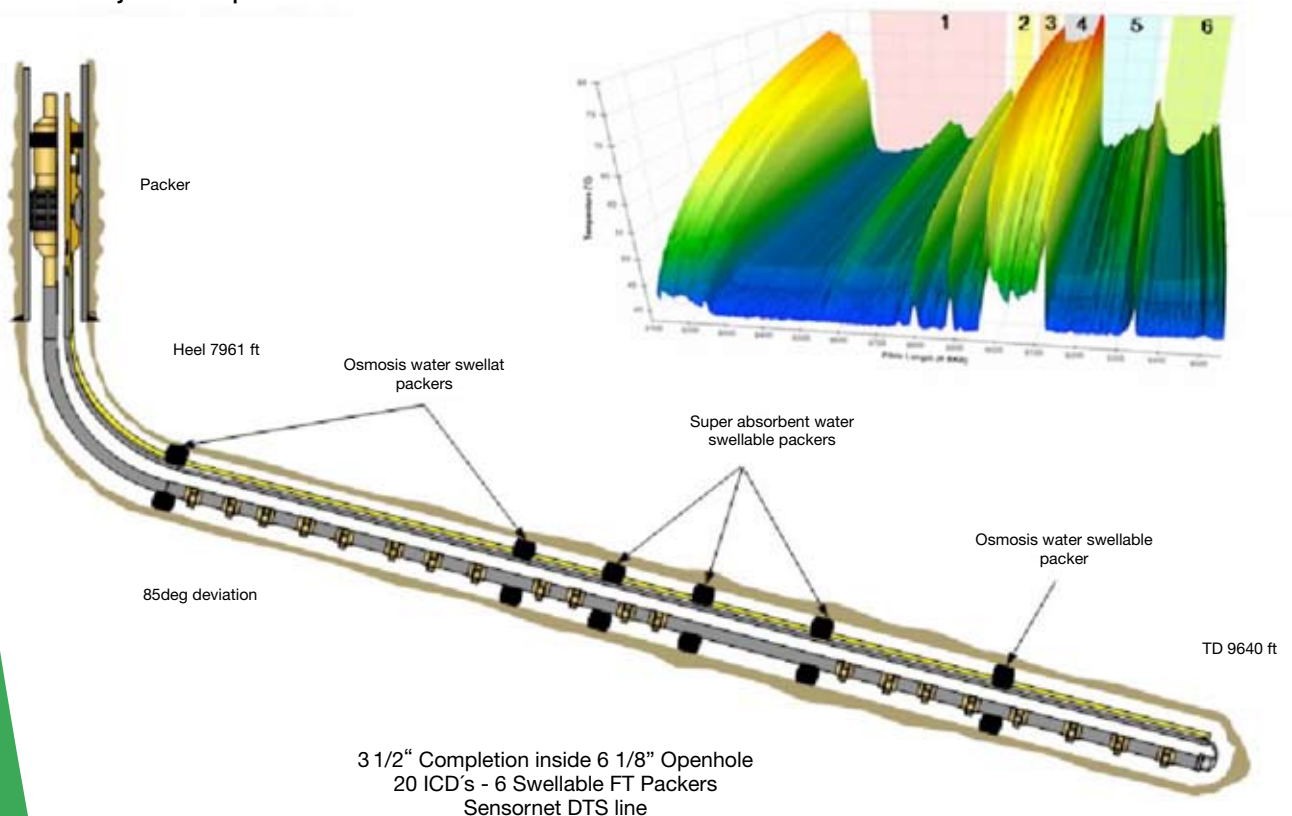 1
2
3
4
5
6
Temperature (°C)
Packer
Heel 7961 ft
Osmosis water swellat
packers
Super absorbent water
swellable packers
Osmosis water swellable
packer
85deg deviation
TD 9640 ft
3 1/2“ Completion inside 6 1/8” Openhole
20 ICD´s - 6 Swellable FT Packers
Sensornet DTS line